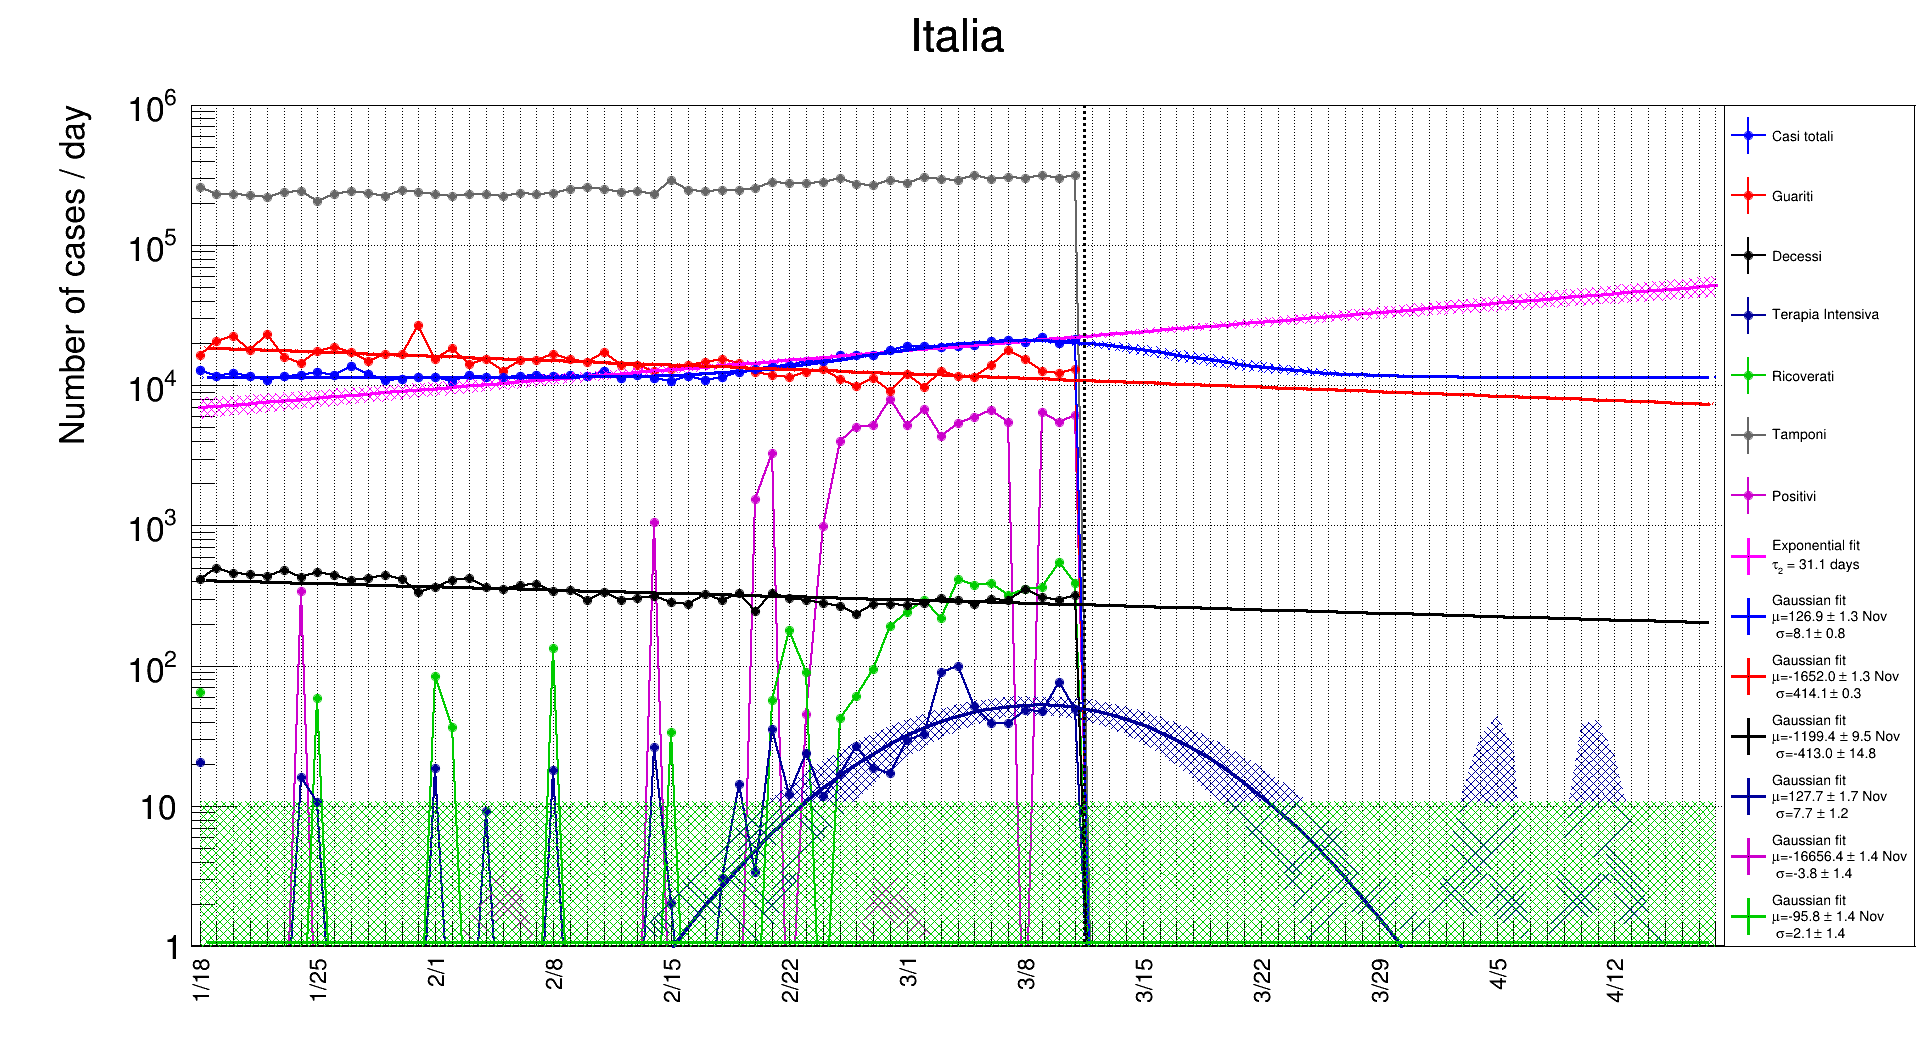 Italia
Number of cases / day
10^6
10^5
10^4
10^3
10^2
10
1
1/18
1/25
2/1
2/8
2/15
2/22
3/1
3/8
3/15
3/22
3/29
4/5
4/12
Casi totali
Guariti
Decessi
Terapia Intensiva
Ricoverati
Tamponi
Positivi
Exponential fit
τ₂ = 31.1 days
Gaussian fit
μ=126.9 ± 1.3 Nov
σ=8.1 ± 0.8
Gaussian fit
μ=-1652.0 ± 1.3 Nov
σ=414.1 ± 0.3
Gaussian fit
μ=-1199.4 ± 9.5 Nov
σ=-413.0 ± 14.8
Gaussian fit
μ=127.7 ± 1.7 Nov
σ=7.7 ± 1.2
Gaussian fit
μ=-16656.4 ± 1.4 Nov
σ=-3.8 ± 1.4
Gaussian fit
μ=-95.8 ± 1.4 Nov
σ=2.1 ± 1.4